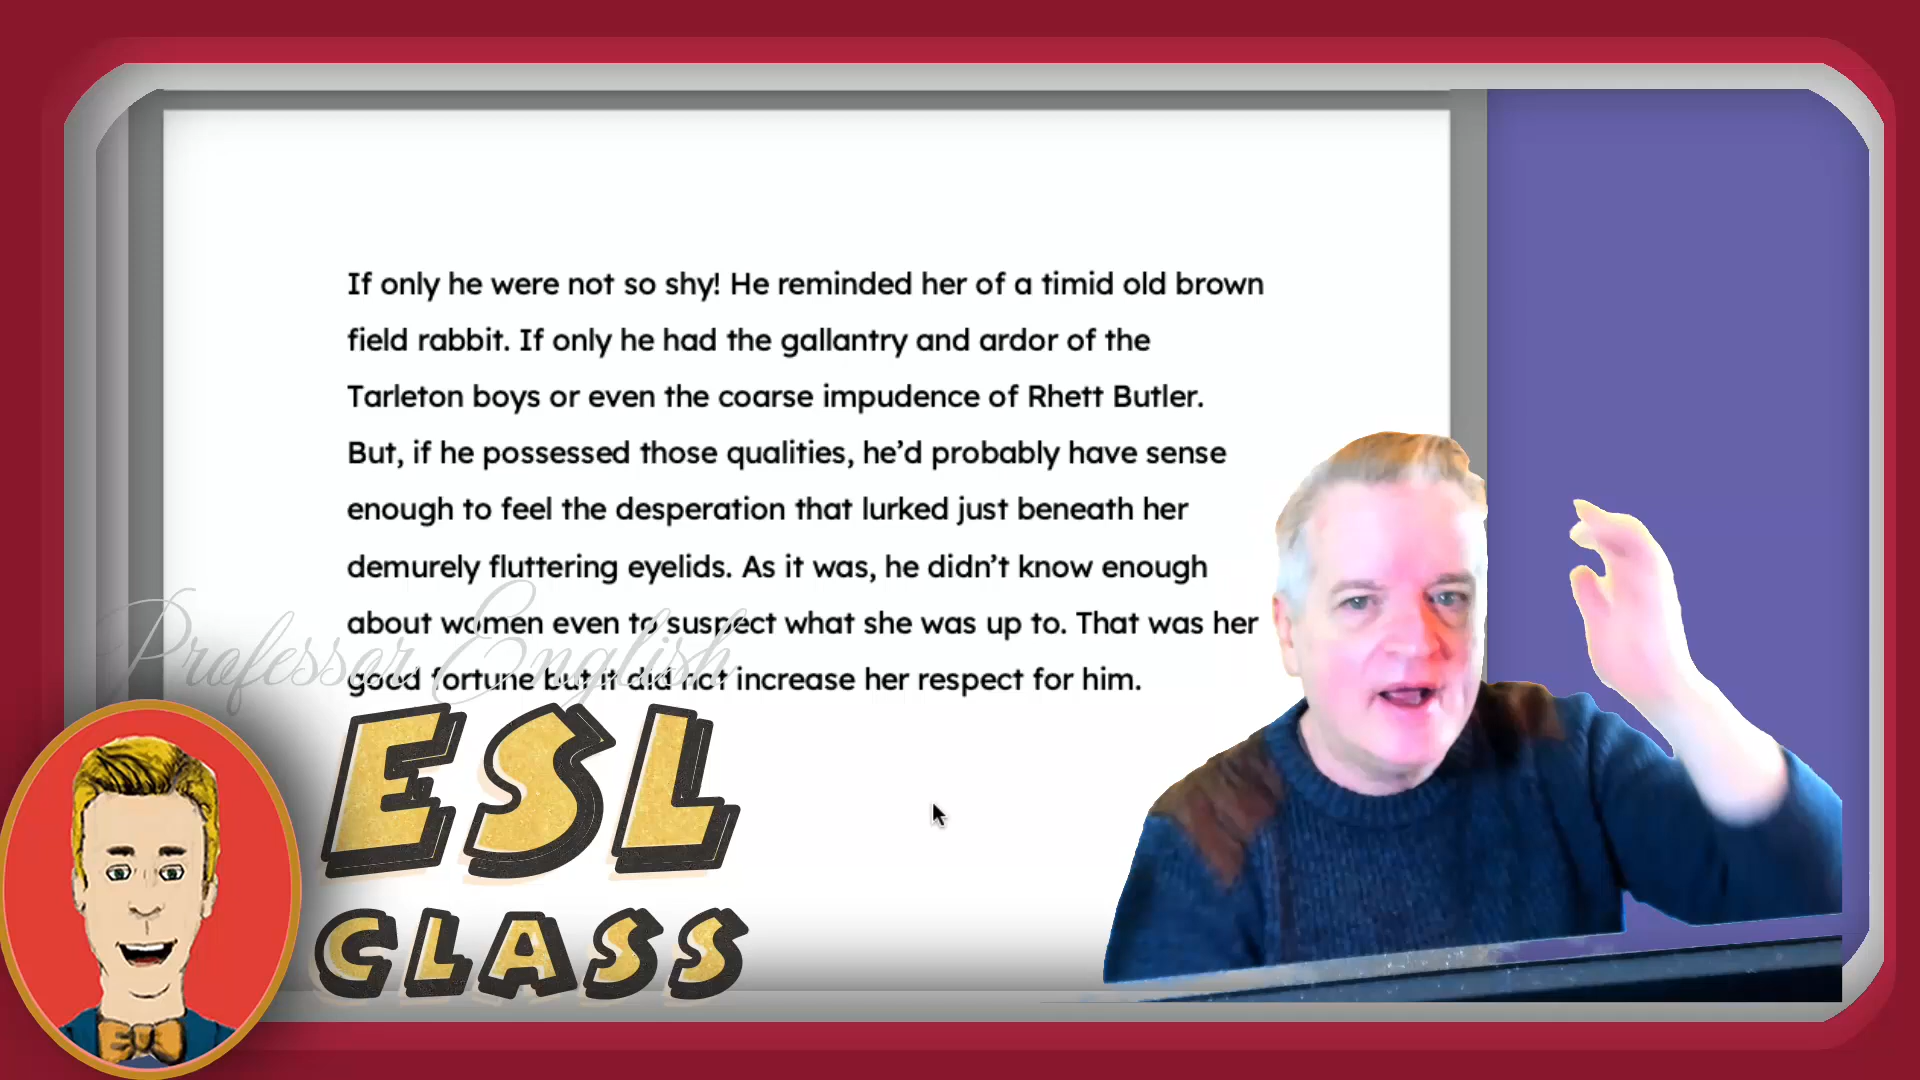 If only he were not so shy! He reminded her of a timid old brown
field rabbit. If only he had the gallantry and ardor of the
Tarleton boys or even the coarse impudence of Rhett Butler.
But, if he possessed those qualities, he’d probably have sense
enough to feel the desperation that lurked just beneath her
demurely fluttering eyelids. As it was, he didn’t know enough
about women even to suspect what she was up to. That was her
good fortune but it did not increase her respect for him.
Professor English
ESL
CLASS